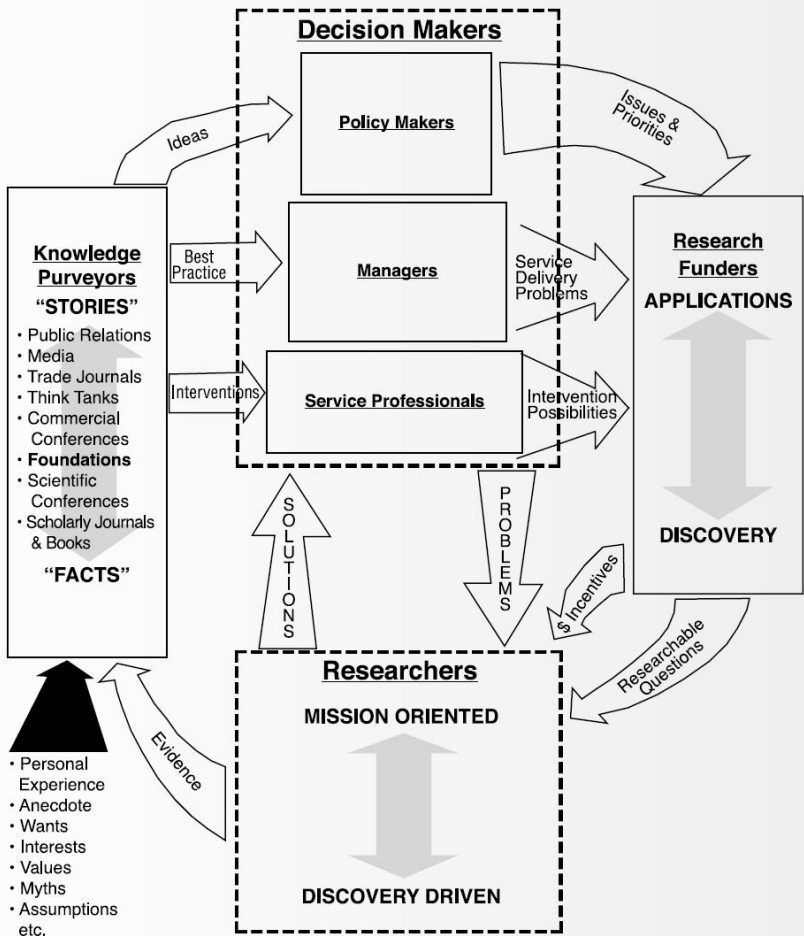 Decision Makers
Policy Makers
Ideas
Issues &
Priorities
Knowledge
Purveyors
“STORIES”
• Public Relations
• Media
• Trade Journals
• Think Tanks
• Commercial
Conferences
• Foundations
• Scientific
Conferences
• Scholarly Journals
& Books
“FACTS”
Best
Practice
Managers
Service
Delivery
Problems
Interventions
Service Professionals
Intervention
Possibilities
Research
Funders
APPLICATIONS
DISCOVERY
SOLUTIONS
PROBLEMS
$ Incentives
Researchable
Questions
Researchers
MISSION ORIENTED
DISCOVERY DRIVEN
Evidence
• Personal
Experience
• Anecdote
• Wants
• Interests
• Values
• Myths
• Assumptions
etc.